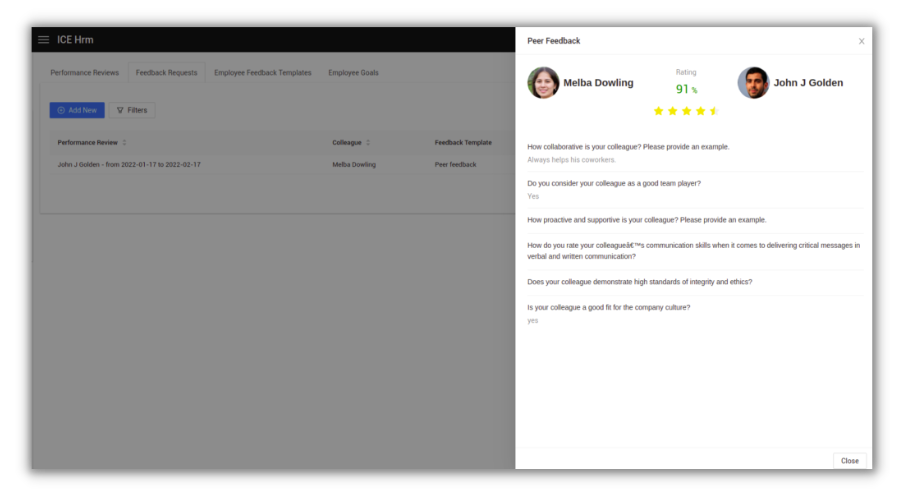 ICE Hrm
Performance Reviews Feedback Requests Employee Feedback Templates Employee Goals
Add New Filters
Performance Review Colleague Feedback Template
John J Golden - from 2022-01-17 to 2022-02-17 Melba Dowling Peer feedback
Peer Feedback
Melba Dowling
Rating
91 %
John J Golden
How collaborative is your colleague? Please provide an example.
Always helps his coworkers.
Do you consider your colleague as a good team player?
Yes
How proactive and supportive is your colleague? Please provide an example.
How do you rate your colleagueâ€™s communication skills when it comes to delivering critical messages in
verbal and written communication?
Does your colleague demonstrate high standards of integrity and ethics?
Is your colleague a good fit for the company culture?
yes
Close